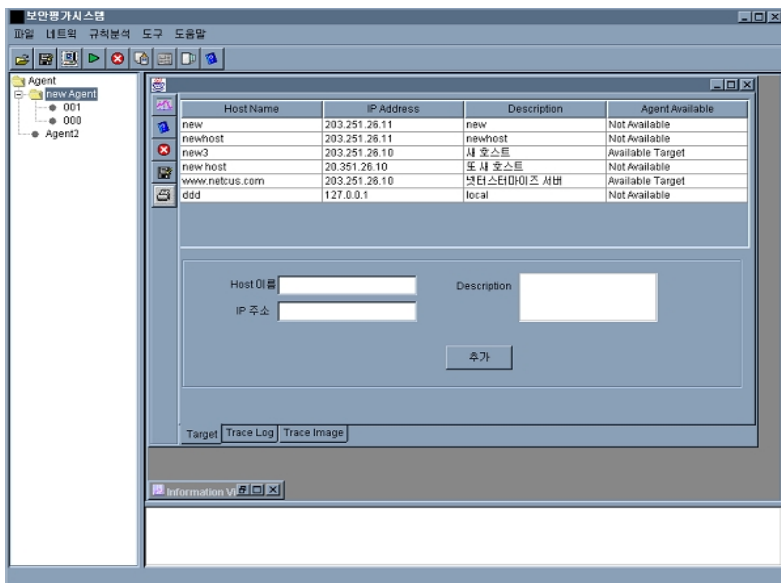 보안평가시스템
파일 네트웍 규칙분석 도구 도움말
Agent
new Agent
001
000
Agent2
Host Name IP Address Description Agent Available
new 203.251.26.11 new Not Available
newhost 203.251.26.11 newhost Not Available
new3 203.251.26.10 새 호스트 Available Target
new host 20.351.26.10 또 새 호스트 Not Available
www.netcus.com 203.251.26.10 넷터스터마이즈 서버 Available Target
ddd 127.0.0.1 local Not Available
Host 이름 Description
IP 주소
추가
Target Trace Log Trace Image
Information Vi